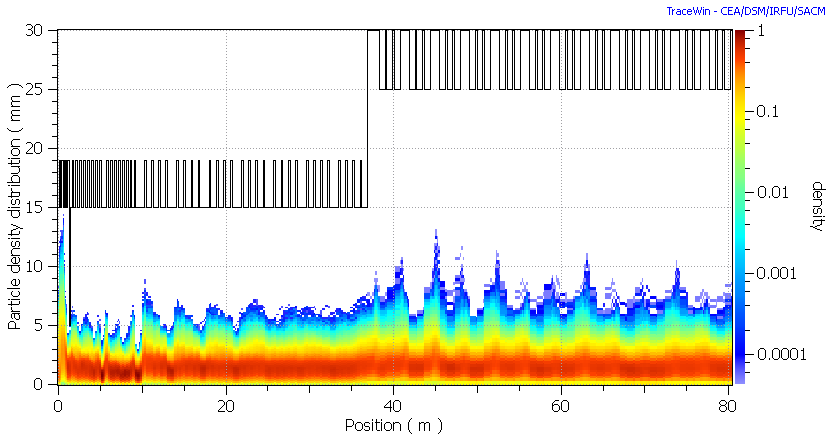 TraceWin - CEA/DSM/IRFU/SACM
Particle density distribution ( mm )
30
25
20
15
10
5
0
0 20 40 60 80
Position ( m )
1
0.1
0.01
0.001
0.0001
density